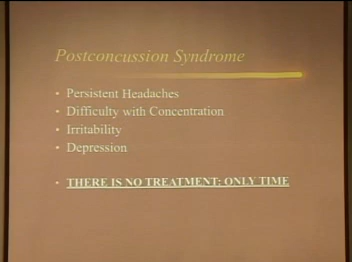 Postconcussion Syndrome
• Persistent Headaches
• Difficulty with Concentration
• Irritability
• Depression
• THERE IS NO TREATMENT: ONLY TIME